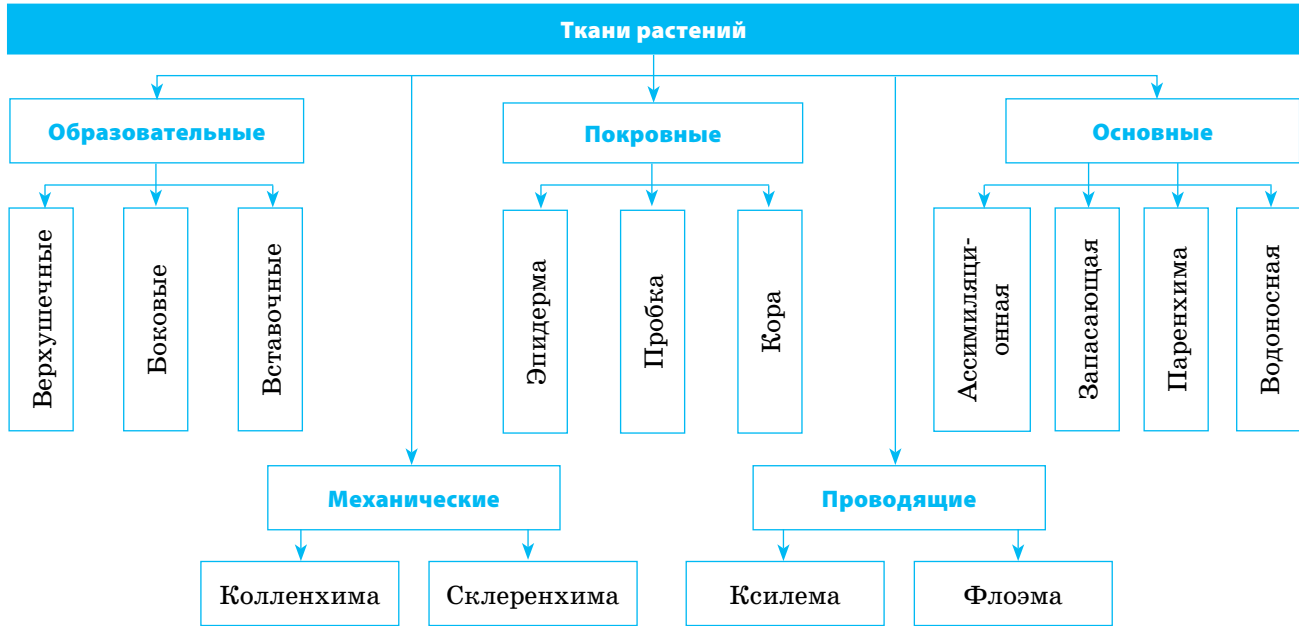 Ткани растений
Образовательные
Покровные
Основные
Верхушечные
Боковые
Вставочные
Эпидерма
Пробка
Кора
Ассимиляци-
онная
Запасающая
Паренхима
Водоносная
Механические
Проводящие
Колленхима
Склеренхима
Ксилема
Флоэма